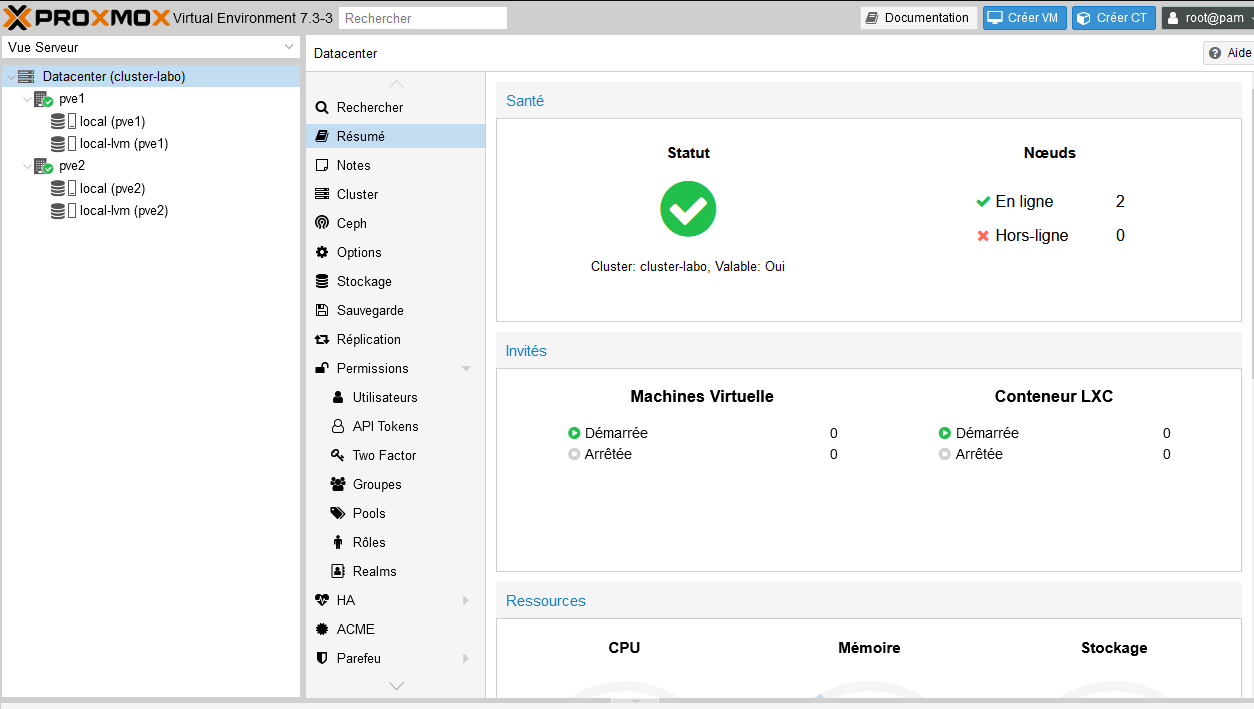 PROXMOX Virtual Environment 7.3-3 Rechercher Documentation Créer VM Créer CT root@pam
Vue Serveur
Datacenter (cluster-labo)
pve1
local (pve1)
local-lvm (pve1)
pve2
local (pve2)
local-lvm (pve2)
Datacenter Aide
Rechercher
Résumé
Notes
Cluster
Ceph
Options
Stockage
Sauvegarde
Réplication
Permissions
Utilisateurs
API Tokens
Two Factor
Groupes
Pools
Rôles
Realms
HA
ACME
Parefeu
Santé
Statut
Cluster: cluster-labo, Valable: Oui
Nœuds
En ligne 2
Hors-ligne 0
Invités
Machines Virtuelle
Démarrée 0
Arrêtée 0
Conteneur LXC
Démarrée 0
Arrêtée 0
Ressources
CPU Mémoire Stockage